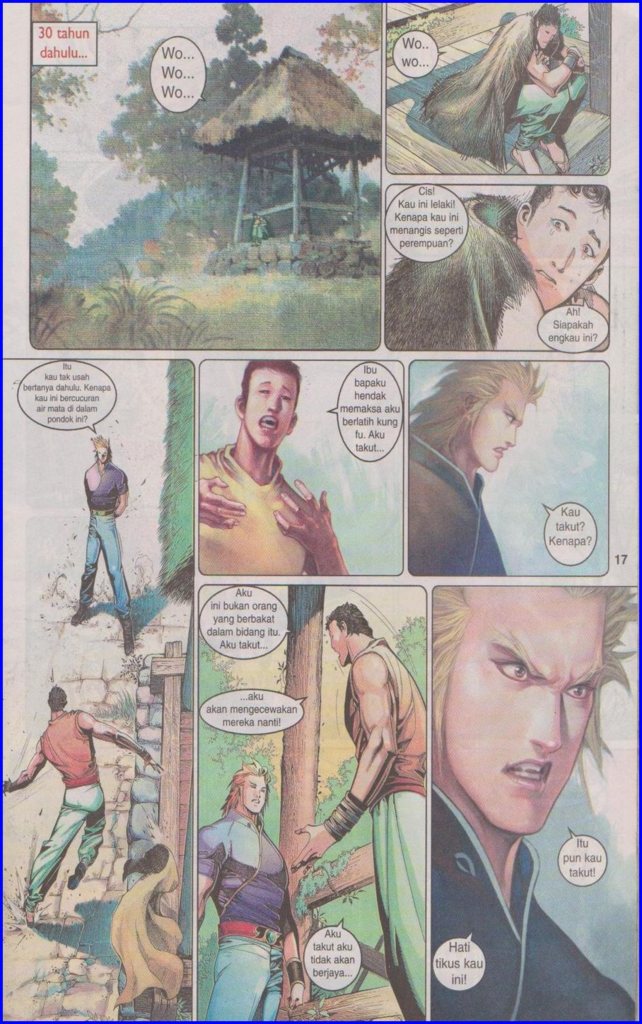 30 tahun
dahulu...
Wo...
Wo...
Wo...
Wo..
wo...
Cis!
Kau ini lelaki!
Kenapa kau ini
menangis seperti
perempuan?
Ah!
Siapakah
engkau ini?
Itu
kau tak usah
bertanya dahulu. Kenapa
kau ini bercucuran
air mata di dalam
pondok ini?
Ibu
bapaku
hendak
memaksa aku
berlatih kung
fu. Aku
takut...
Kau
takut?
Kenapa?
17
Aku
ini bukan orang
yang berbakat
dalam bidang itu.
Aku takut...
...aku
akan mengecewakan
mereka nanti!
Aku
takut aku
tidak akan
berjaya...
Itu
pun kau
takut!
Hati
tikus kau
ini!